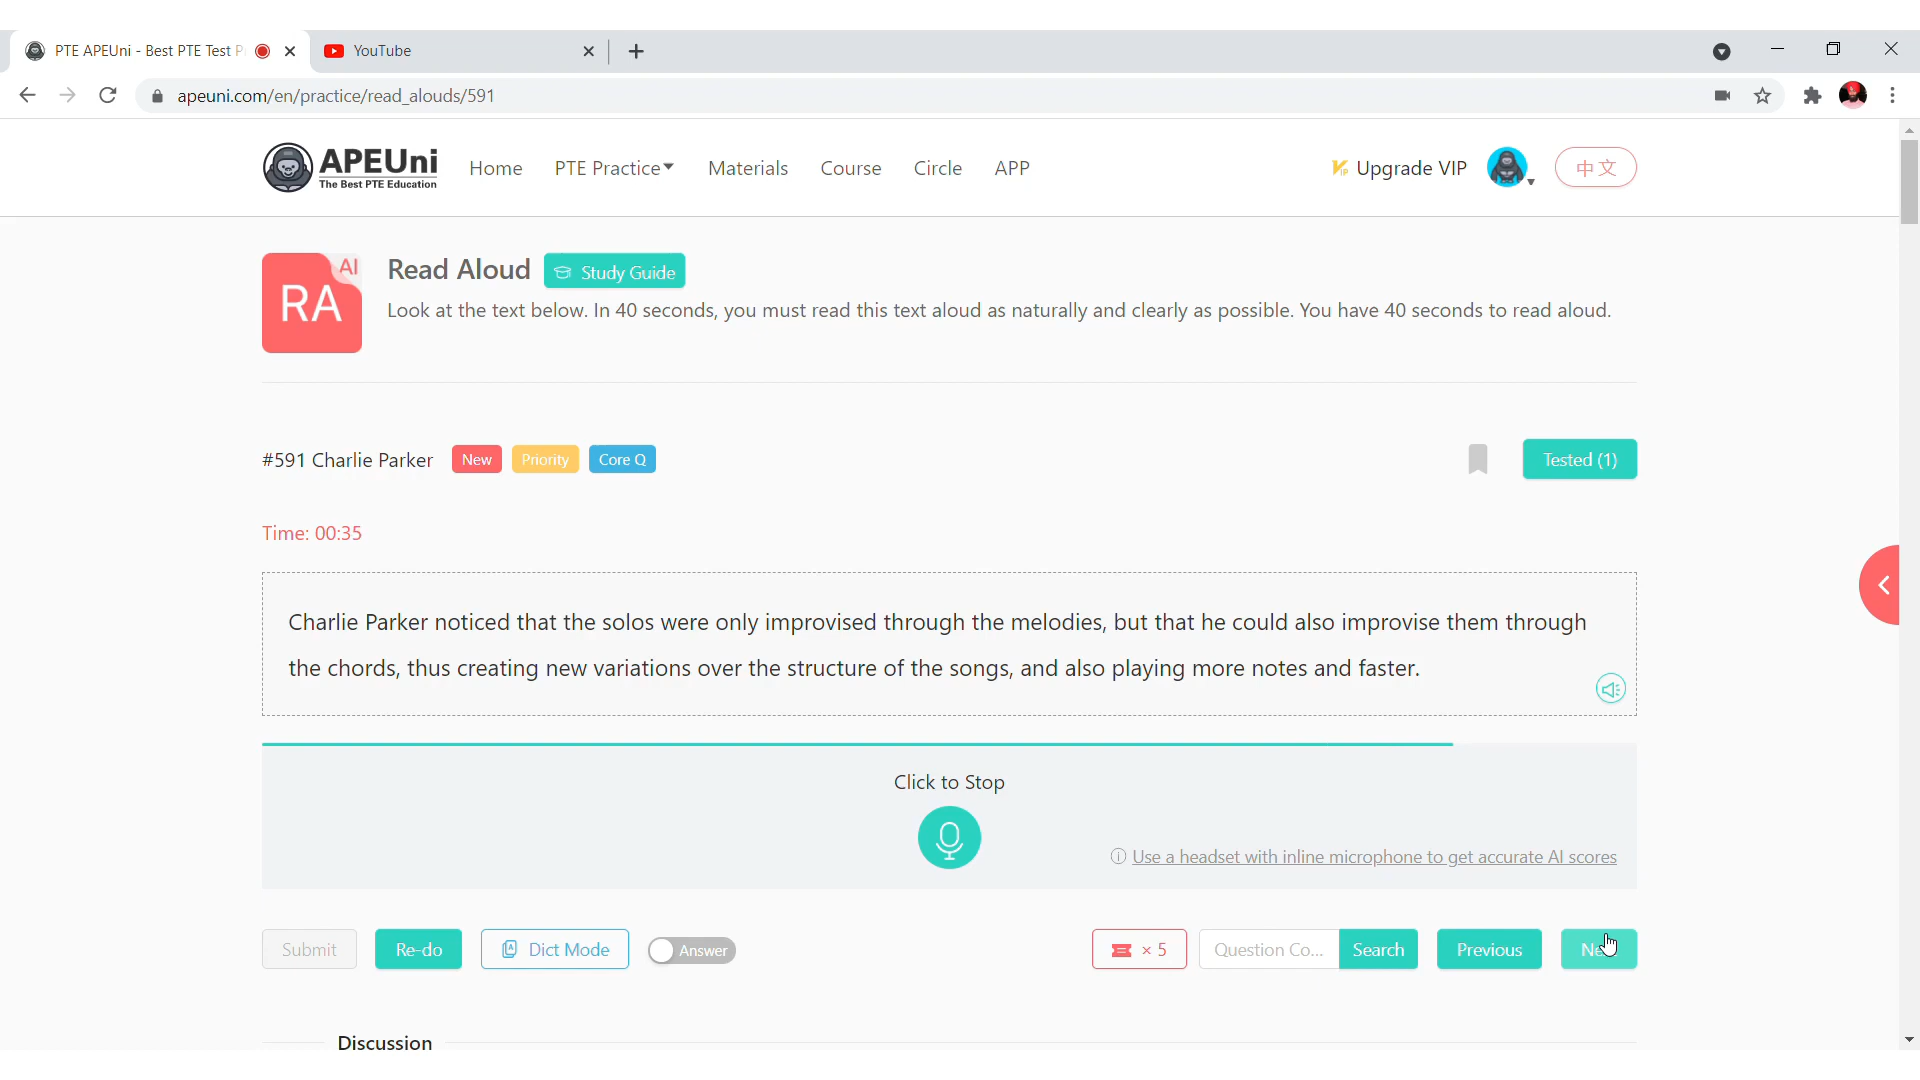 PTE APEUni - Best PTE Test P
YouTube
apeuni.com/en/practice/read_alouds/591
APEUni
The Best PTE Education
Home
PTE Practice
Materials
Course
Circle
APP
VIP
Upgrade VIP
中文
RA
AI
Read Aloud
Study Guide
Look at the text below. In 40 seconds, you must read this text aloud as naturally and clearly as possible. You have 40 seconds to read aloud.
#591 Charlie Parker
New
Priority
Core Q
Tested (1)
Time: 00:35
Charlie Parker noticed that the solos were only improvised through the melodies, but that he could also improvise them through
the chords, thus creating new variations over the structure of the songs, and also playing more notes and faster.
Click to Stop
Use a headset with inline microphone to get accurate AI scores
Submit
Re-do
Dict Mode
Answer
× 5
Question Co...
Search
Previous
Discussion